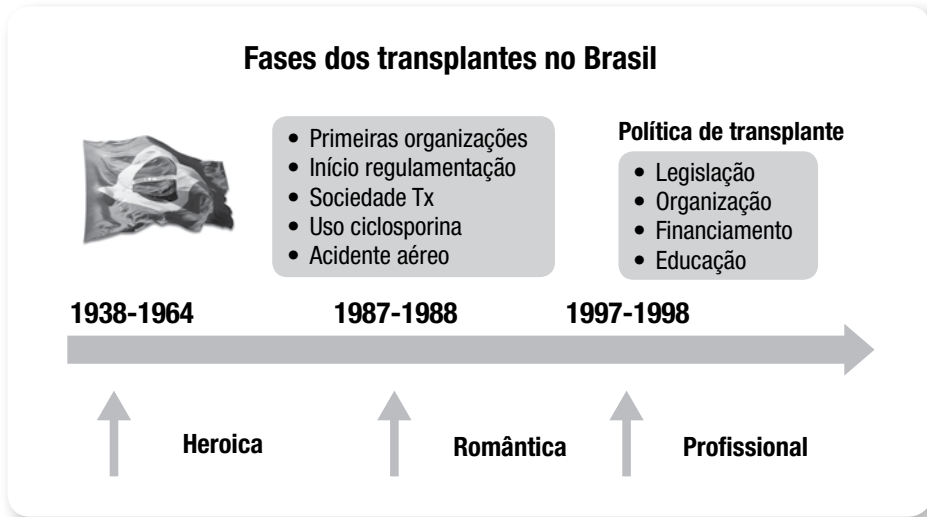 Fases dos transplantes no Brasil
• Primeiras organizações
• Início regulamentação
• Sociedade Tx
• Uso ciclosporina
• Acidente aéreo
Política de transplante
• Legislação
• Organização
• Financiamento
• Educação
1938-1964
1987-1988
1997-1998
Heroica
Romântica
Profissional